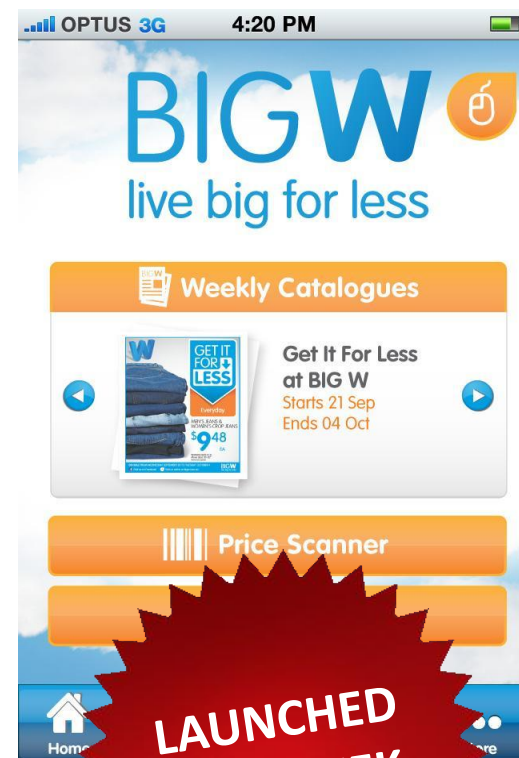 OPTUS 3G 4:20 PM
BIGW
live big for less
Weekly Catalogues
GET IT
FOR
LESS
Everyday
$9.48
BIGW
Get It For Less
at BIG W
Starts 21 Sep
Ends 04 Oct
Price Scanner
LAUNCHED
Home